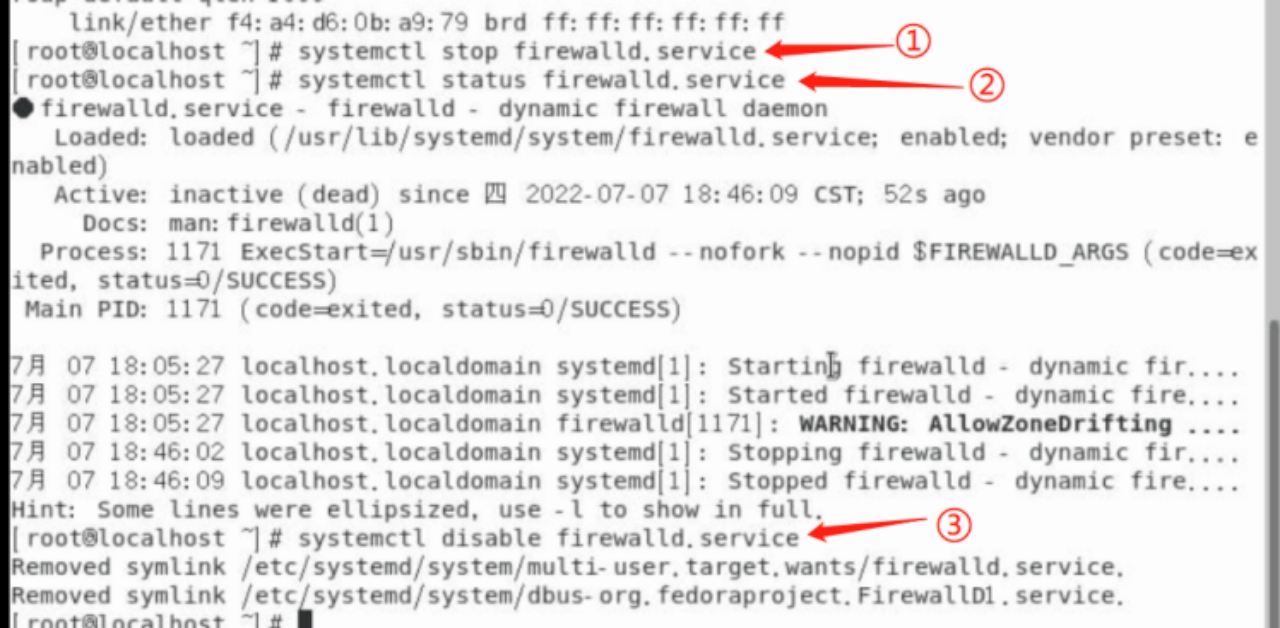 link/ether f4:a4:d6:0b:a9:79 brd ff:ff:ff:ff:ff:ff
[root@localhost ~]# systemctl stop firewalld.service ①
[root@localhost ~]# systemctl status firewalld.service ②
● firewalld.service - firewalld - dynamic firewall daemon
Loaded: loaded (/usr/lib/systemd/system/firewalld.service; enabled; vendor preset: e
nabled)
Active: inactive (dead) since 四 2022-07-07 18:46:09 CST; 52s ago
Docs: man:firewalld(1)
Process: 1171 ExecStart=/usr/sbin/firewalld --nofork --nopid $FIREWALLD_ARGS (code=ex
ited, status=0/SUCCESS)
Main PID: 1171 (code=exited, status=0/SUCCESS)
7月 07 18:05:27 localhost.localdomain systemd[1]: Starting firewalld - dynamic fir....
7月 07 18:05:27 localhost.localdomain systemd[1]: Started firewalld - dynamic fire....
7月 07 18:05:27 localhost.localdomain firewalld[1171]: WARNING: AllowZoneDrifting ....
7月 07 18:46:02 localhost.localdomain systemd[1]: Stopping firewalld - dynamic fir....
7月 07 18:46:09 localhost.localdomain systemd[1]: Stopped firewalld - dynamic fire....
Hint: Some lines were ellipsized, use -l to show in full.
[root@localhost ~]# systemctl disable firewalld.service ③
Removed symlink /etc/systemd/system/multi-user.target.wants/firewalld.service.
Removed symlink /etc/systemd/system/dbus-org.fedoraproject.FirewallD1.service.
[root@localhost ~]#